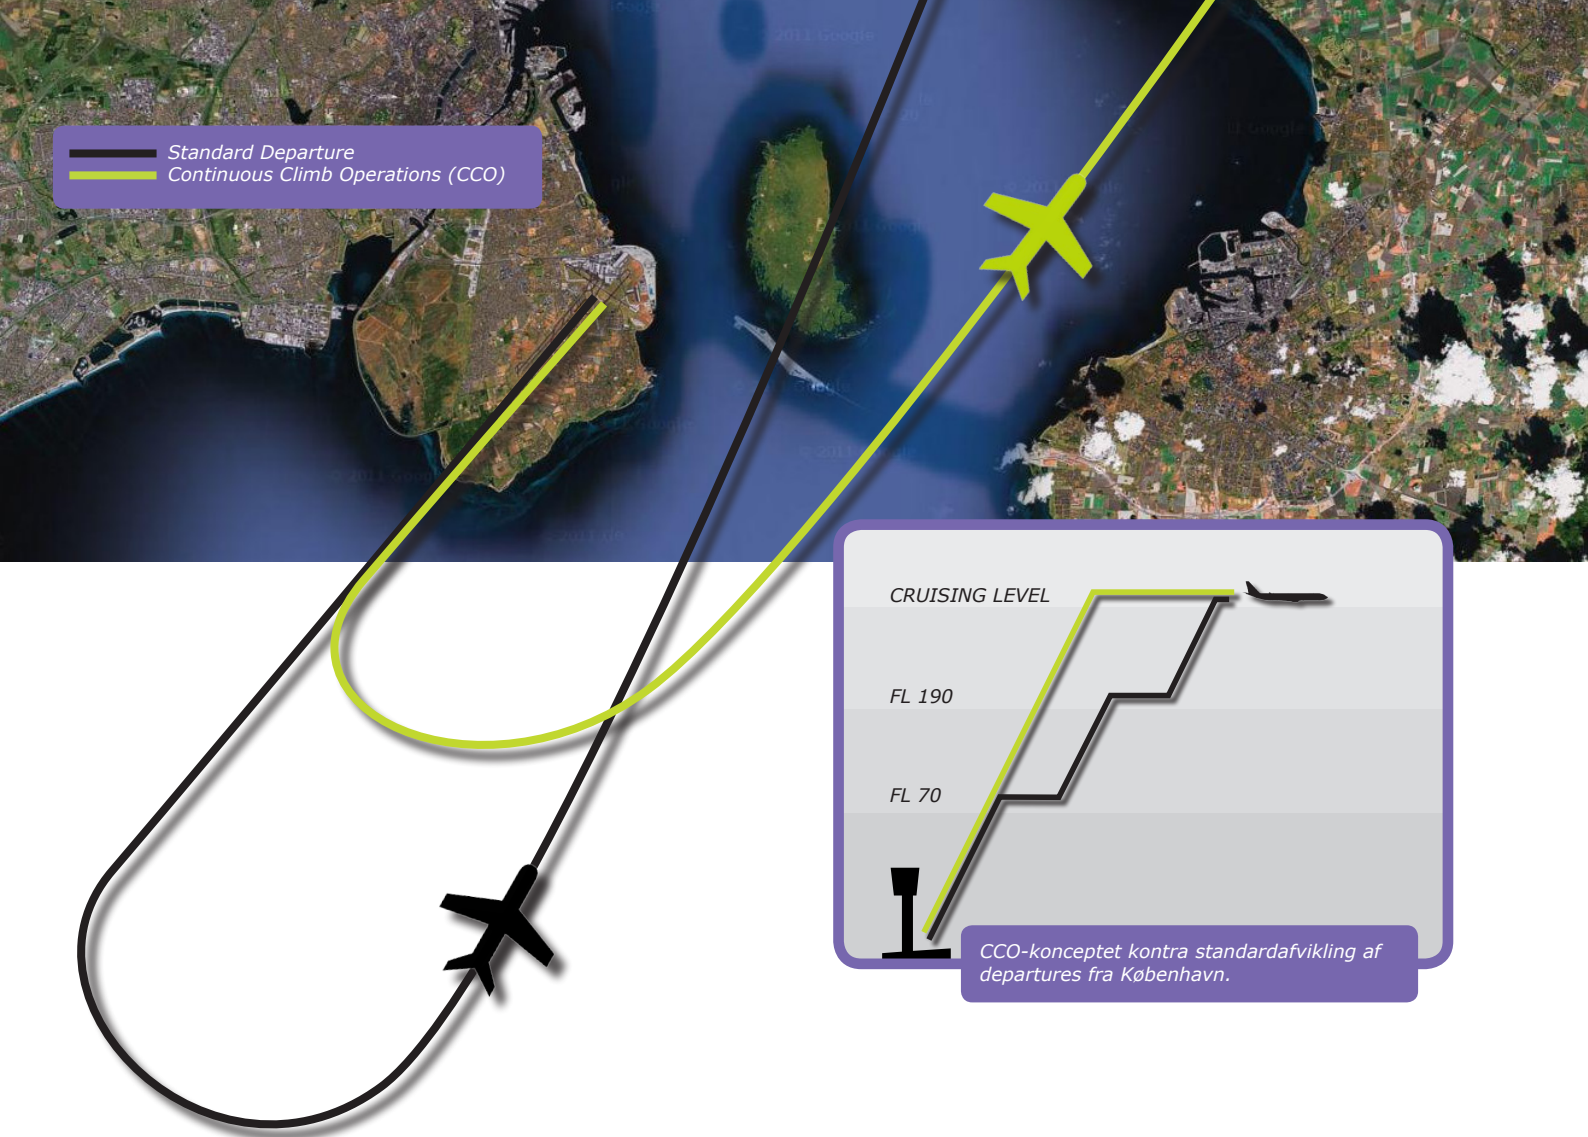 Standard Departure
Continuous Climb Operations (CCO)
CRUISING LEVEL
FL 190
FL 70
CCO-konceptet kontra standardafvikling af
departures fra København.